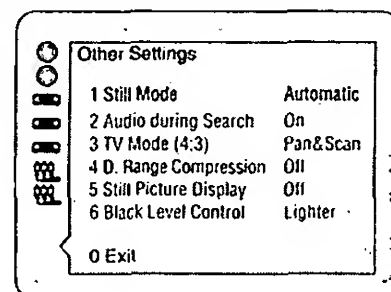 Other Settings
1 Still Mode Automatic
2 Audio during Search On
3 TV Mode (4:3) Pan&Scan
4 D. Range Compression Off
5 Still Picture Display Off
6 Black Level Control Lighter
0 Exit